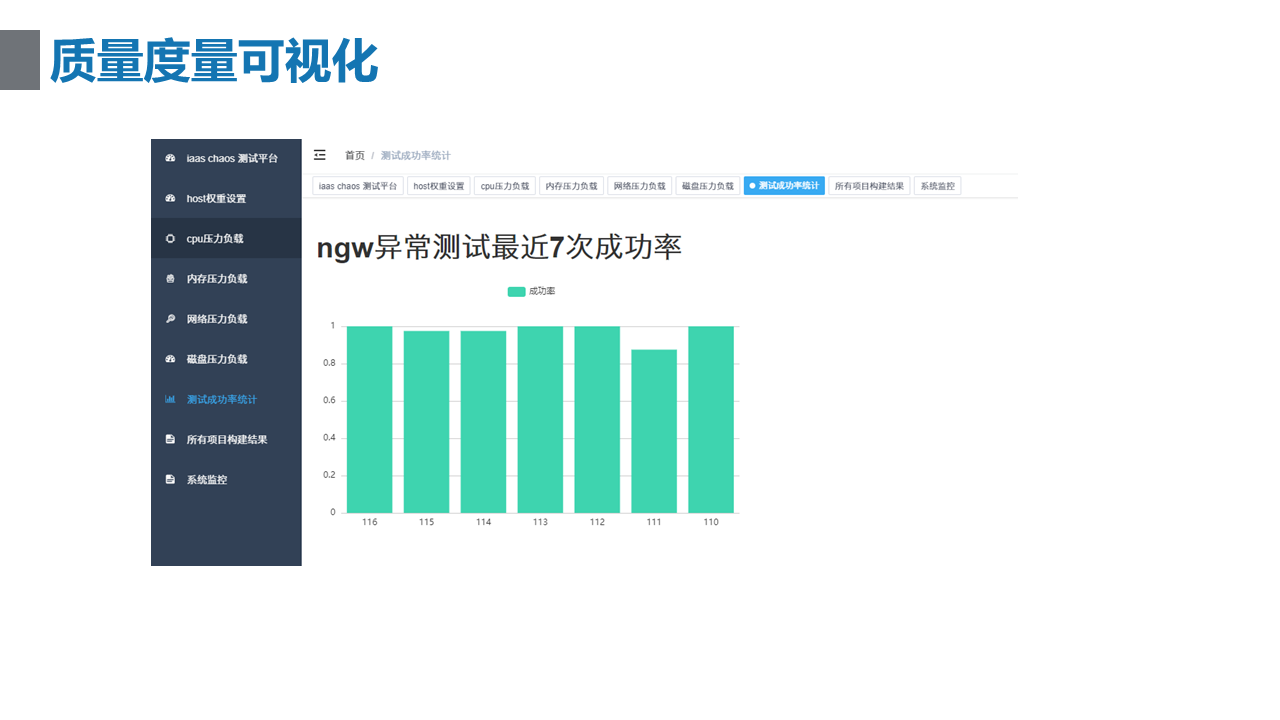 质量度量可视化
iaas chaos 测试平台
host权重设置
cpu压力负载
内存压力负载
网络压力负载
磁盘压力负载
测试成功率统计
所有项目构建结果
系统监控
首页 / 测试成功率统计
iaas chaos 测试平台 host权重设置 cpu压力负载 内存压力负载 网络压力负载 磁盘压力负载 测试成功率统计 所有项目构建结果 系统监控
ngw异常测试最近7次成功率
成功率
1
0.8
0.6
0.4
0.2
0
116 115 114 113 112 111 110